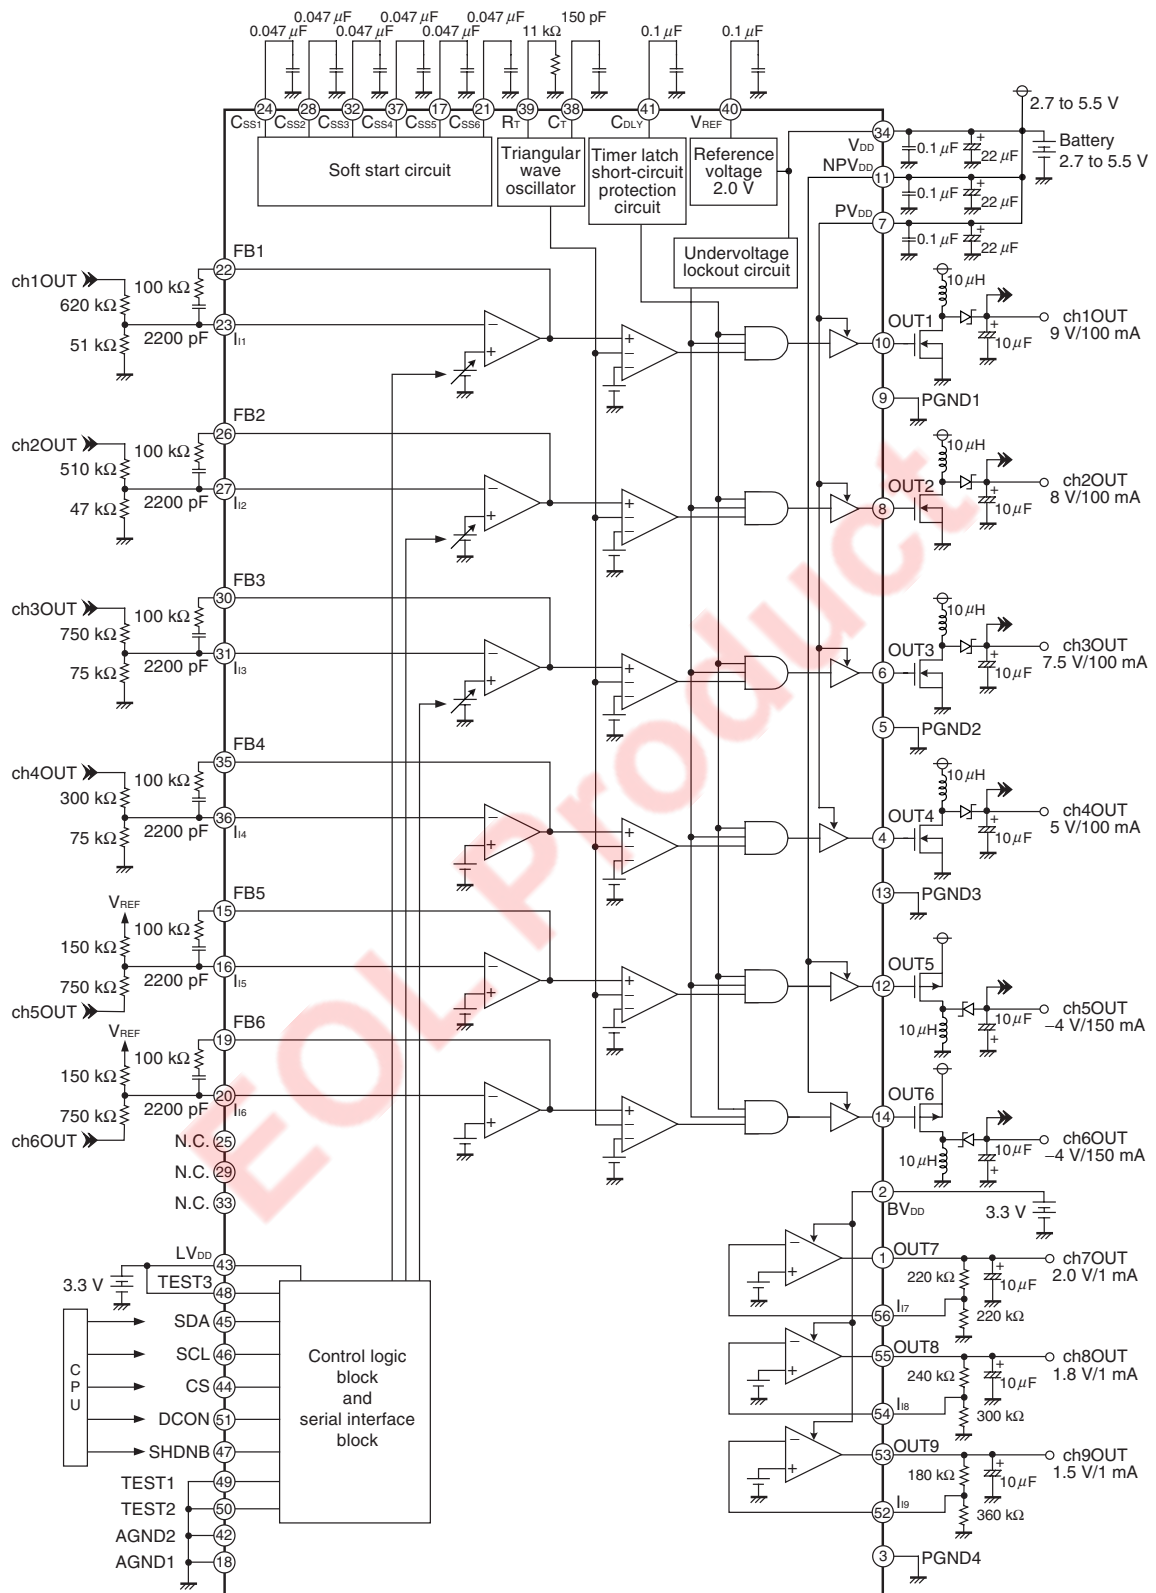 0.047 µF 0.047 µF 0.047 µF 150 pF
0.047 µF 0.047 µF 0.047 µF 11 kΩ 0.1 µF 0.1 µF
24 28 32 37 17 21 39 38 41 40
CSS1 CSS2 CSS3 CSS4 CSS5 CSS6 RT CT CDLY VREF
Soft start circuit
Triangular
wave
oscillator
Timer latch
short-circuit
protection
circuit
Reference
voltage
2.0 V
Undervoltage
lockout circuit
2.7 to 5.5 V
34
VDD
0.1 µF
+
22 µF
Battery
2.7 to 5.5 V
NPVDD
11
0.1 µF
+
22 µF
PVDD
7
0.1 µF
+
22 µF
FB1
22
ch1OUT
100 kΩ
620 kΩ
23
2200 pF
II1
51 kΩ
−
+
+
−
−
OUT1
10
10 µH
+
10 µF
ch1OUT
9 V/100 mA
9
PGND1
FB2
26
ch2OUT
100 kΩ
510 kΩ
27
2200 pF
II2
47 kΩ
−
+
+
−
−
OUT2
8
10 µH
+
10 µF
ch2OUT
8 V/100 mA
FB3
30
ch3OUT
100 kΩ
750 kΩ
31
2200 pF
II3
75 kΩ
−
+
+
−
−
OUT3
6
10 µH
+
10 µF
ch3OUT
7.5 V/100 mA
5
PGND2
FB4
35
ch4OUT
100 kΩ
300 kΩ
36
2200 pF
II4
75 kΩ
−
+
+
−
−
OUT4
4
10 µH
+
10 µF
ch4OUT
5 V/100 mA
13
PGND3
FB5
15
VREF
100 kΩ
150 kΩ
16
2200 pF
II5
750 kΩ
ch5OUT
−
+
+
−
−
OUT5
12
10 µH
10 µF
+
ch5OUT
−4 V/150 mA
FB6
19
VREF
100 kΩ
150 kΩ
20
2200 pF
II6
750 kΩ
ch6OUT
−
+
+
−
−
OUT6
14
10 µH
10 µF
+
ch6OUT
−4 V/150 mA
N.C. 25
N.C. 29
N.C. 33
2
BVDD
3.3 V
−
+
1
OUT7
220 kΩ
+
10 µF
ch7OUT
2.0 V/1 mA
56
II7
220 kΩ
−
+
55
OUT8
240 kΩ
+
10 µF
ch8OUT
1.8 V/1 mA
54
II8
300 kΩ
−
+
53
OUT9
180 kΩ
+
10 µF
ch9OUT
1.5 V/1 mA
52
II9
360 kΩ
3
PGND4
LVDD
43
3.3 V
TEST3
48
CPU
SDA 45
SCL 46
CS 44
DCON 51
SHDNB 47
TEST1 49
TEST2 50
AGND2 42
AGND1 18
Control logic
block
and
serial interface
block
EOL Product